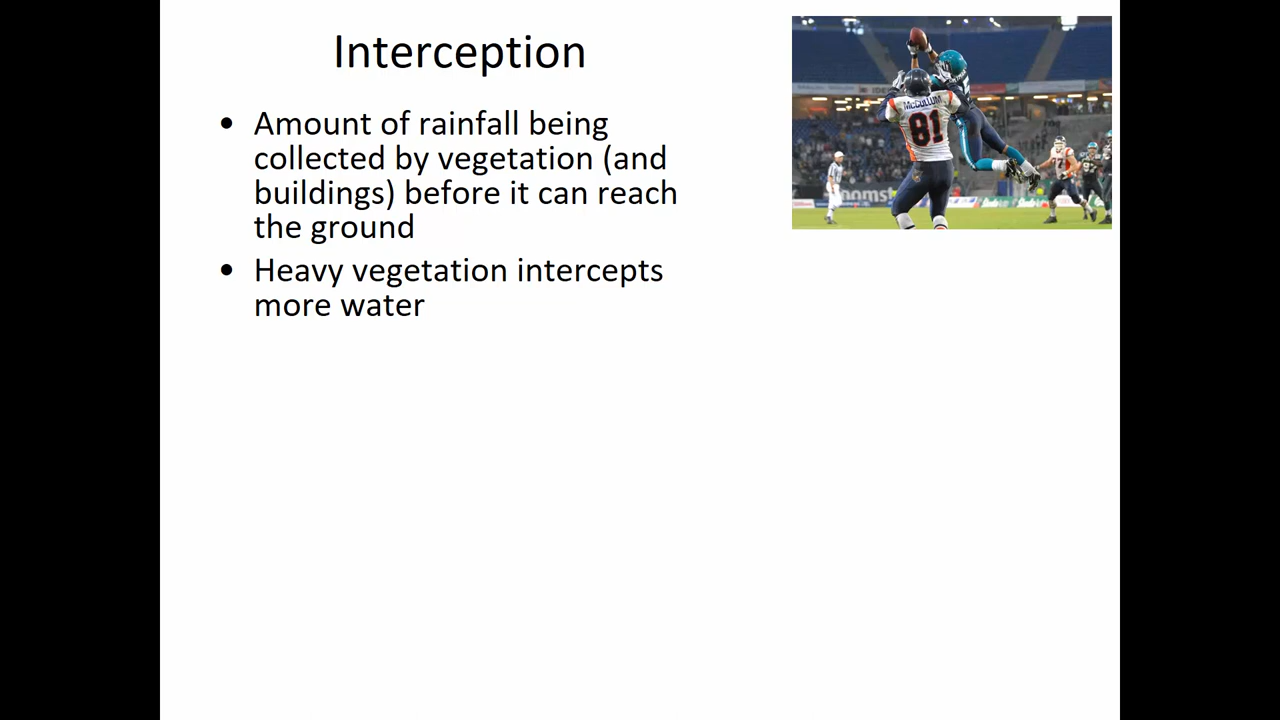 Interception
• Amount of rainfall being
collected by vegetation (and
buildings) before it can reach
the ground
• Heavy vegetation intercepts
more water
McCOLLUM
81